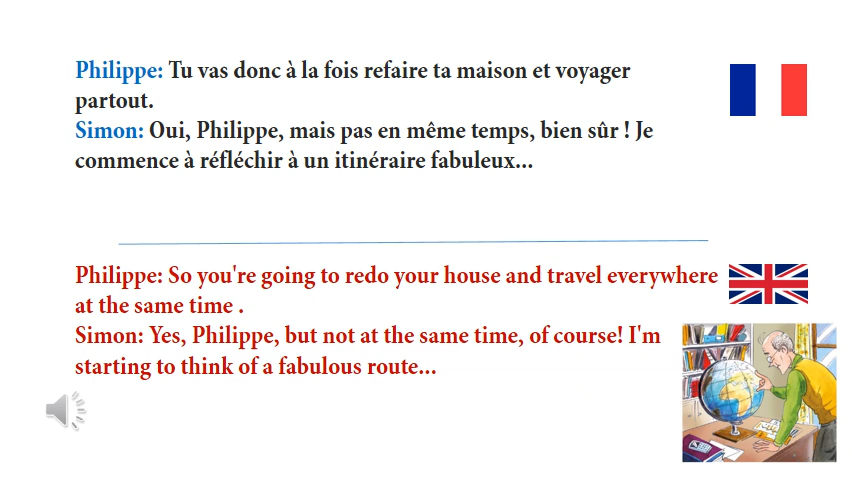 Philippe: Tu vas donc à la fois refaire ta maison et voyager
partout.
Simon: Oui, Philippe, mais pas en même temps, bien sûr ! Je
commence à réfléchir à un itinéraire fabuleux...
Philippe: So you're going to redo your house and travel everywhere
at the same time .
Simon: Yes, Philippe, but not at the same time, of course! I'm
starting to think of a fabulous route...